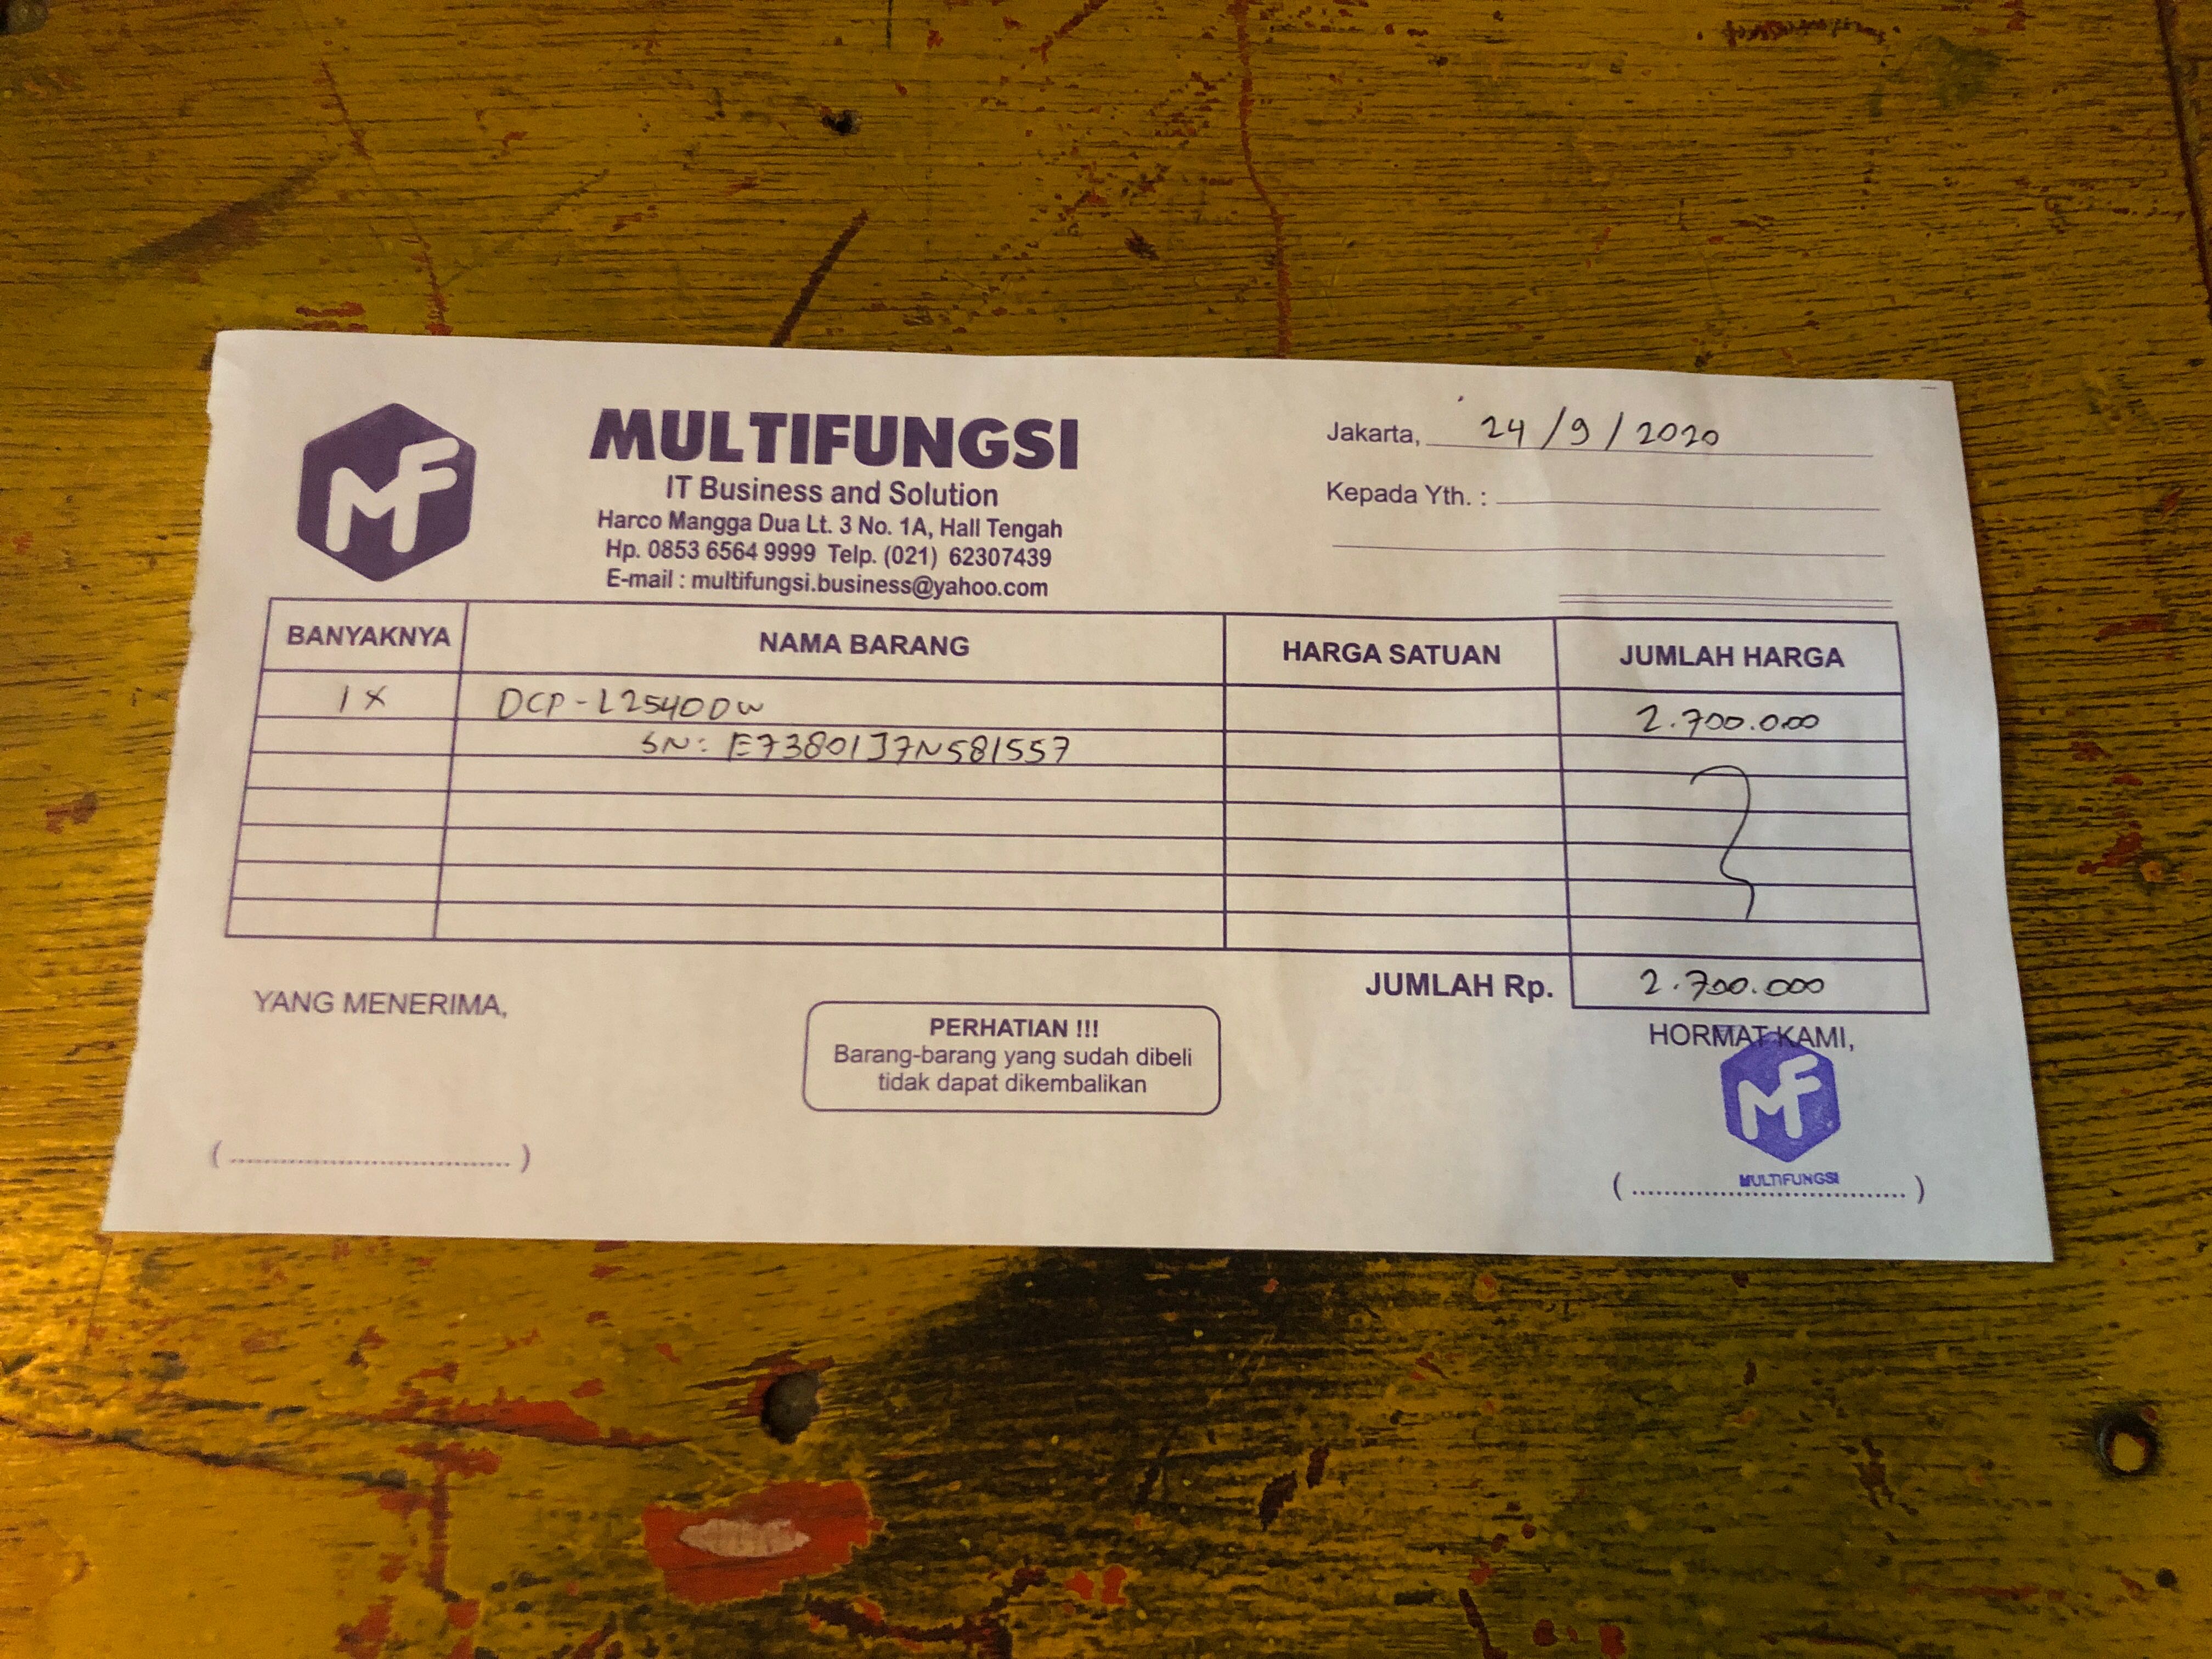 MF
MULTIFUNGSI
IT Business and Solution
Harco Mangga Dua Lt. 3 No. 1A, Hall Tengah
Hp. 0853 6564 9999 Telp. (021) 62307439
E-mail : multifungsi.business@yahoo.com
Jakarta, 24/9/2020
Kepada Yth. :
BANYAKNYA NAMA BARANG HARGA SATUAN JUMLAH HARGA
1 X DCP-L2540DW 2.700.000
SN: E73801J7N581557
JUMLAH Rp. 2.700.000
YANG MENERIMA,
PERHATIAN !!!
Barang-barang yang sudah dibeli
tidak dapat dikembalikan
HORMAT KAMI,
MF
MULTIFUNGSI
(................................)
(................................)